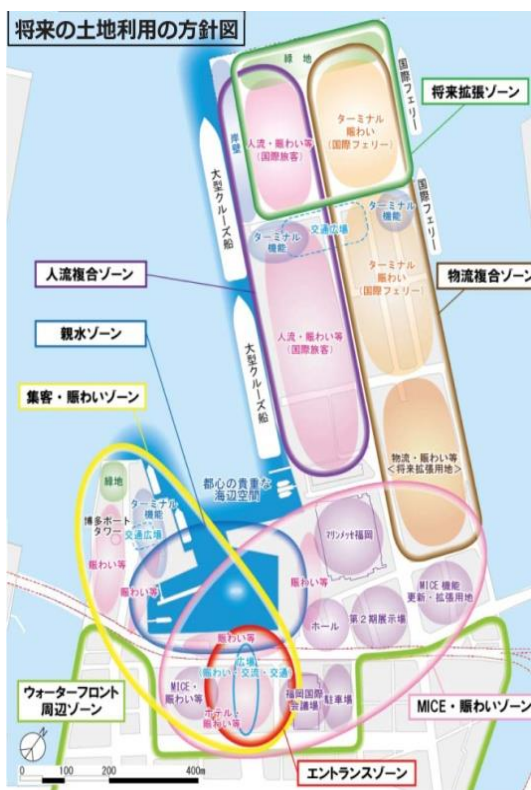 将来の土地利用の方針図
緑地
国際フェリー
将来拡張ゾーン
岸壁
人流・賑わい等
(国際旅客)
ターミナル
賑わい
(国際フェリー)
大型クルーズ船
国際フェリー
ターミナル
機能
交通広場
ターミナル
機能
人流複合ゾーン
ターミナル
賑わい
(国際フェリー)
物流複合ゾーン
親水ゾーン
人流・賑わい等
(国際旅客)
大型クルーズ船
集客・賑わいゾーン
物流・賑わい等
<将来拡張用地>
都心の貴重な
海辺空間
緑地
ターミナル
機能
博多ポート
タワー
交通広場
賑わい等
賑わい等
マリンメッセ福岡
賑わい等
MICE 機能
更新・拡張用地
ホール
第2期展示場
賑わい等
広場
(賑わい・交流・交通)
MICE・
賑わい等
ホテル・
賑わい等
福岡国際
会議場
駐車場
ウォーターフロント
周辺ゾーン
MICE・賑わいゾーン
エントランスゾーン
0 100 200 400m